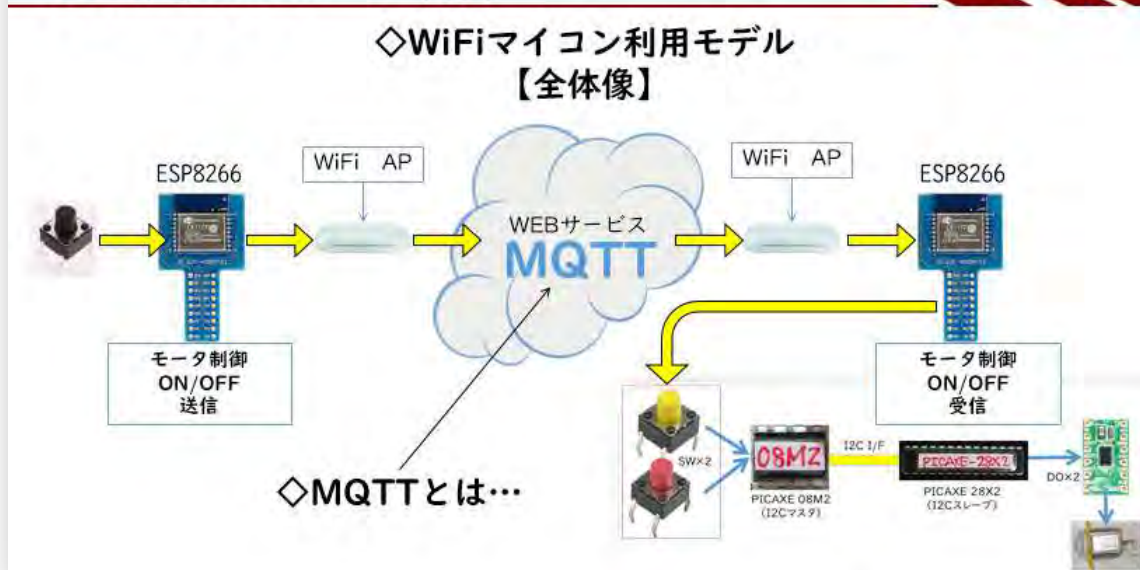 ◇WiFiマイコン利用モデル
【全体像】
ESP8266
WiFi AP
WEBサービス
MQTT
WiFi AP
ESP8266
モータ制御
ON/OFF
送信
モータ制御
ON/OFF
受信
SW×2
08M2
PICAXE 08M2
(I2Cマスタ)
I2C I/F
PICAXE-28X2
PICAXE 28X2
(I2Cスレーブ)
DO×2
◇MQTTとは…